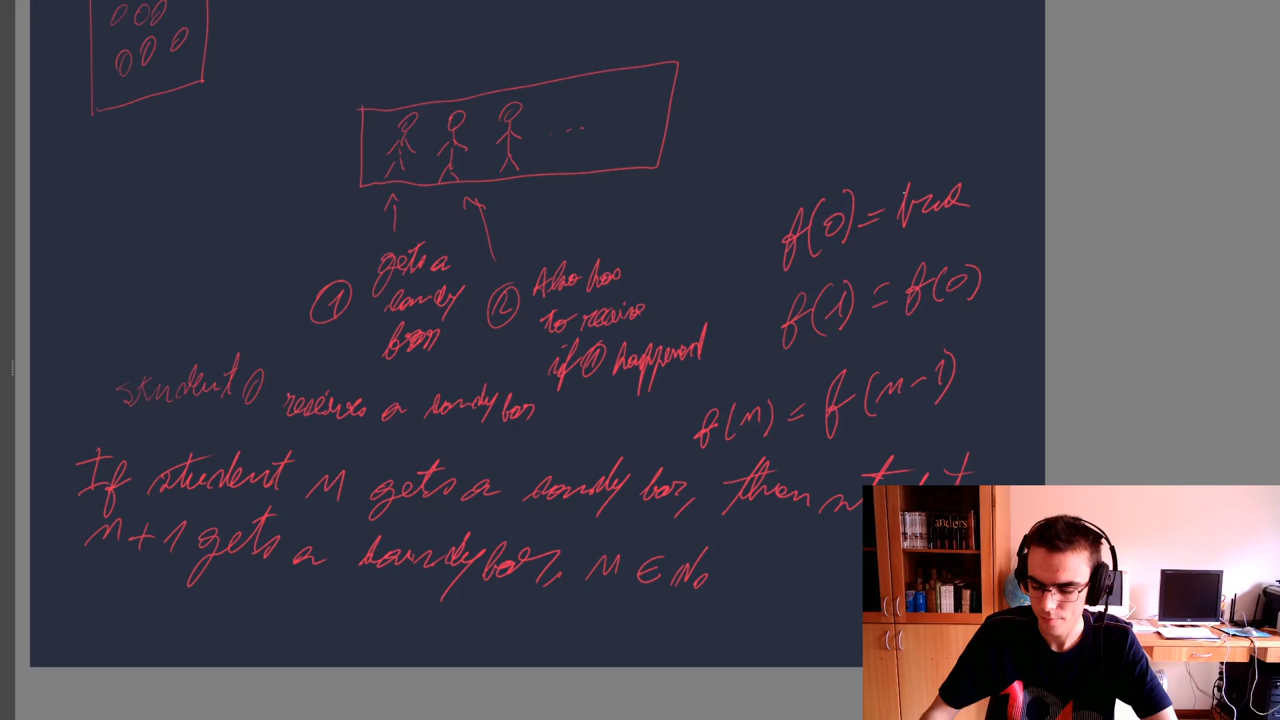 ① gets a
candy
bar
② Also has
to receive
if ① happened
f(0) = true
f(1) = f(0)
f(n) = f(n-1)
student 0 receives a candy bar
If student n gets a candy bar, then
n+1 gets a candy bar, n ∈ N₀
anders